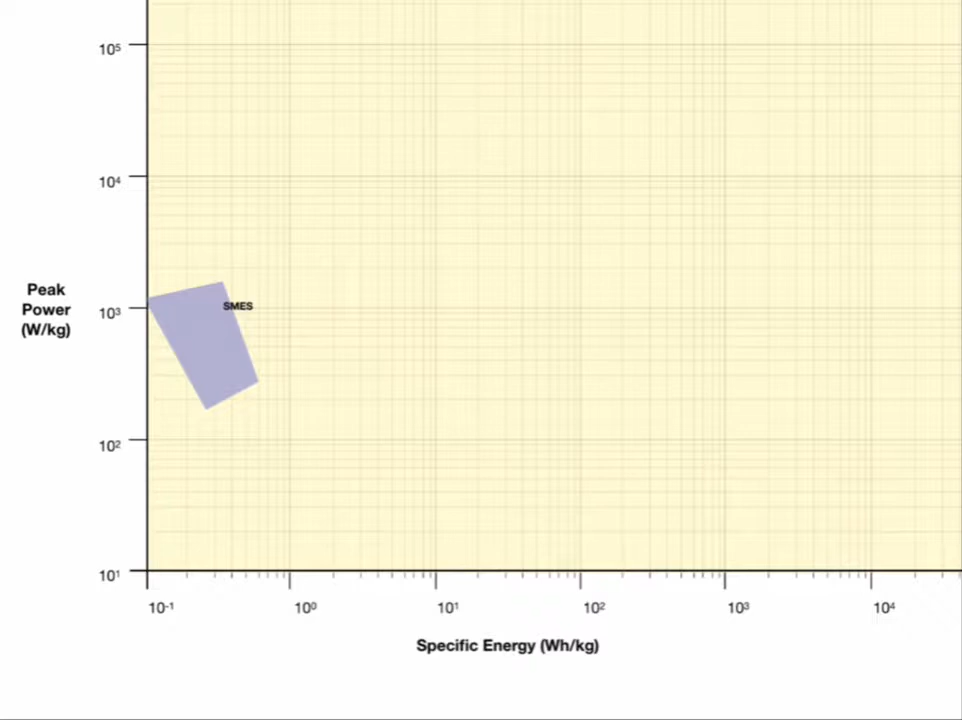 10⁵
10⁴
Peak
Power
(W/kg)
SMES
10³
10²
10¹
10⁻¹ 10⁰ 10¹ 10² 10³ 10⁴
Specific Energy (Wh/kg)